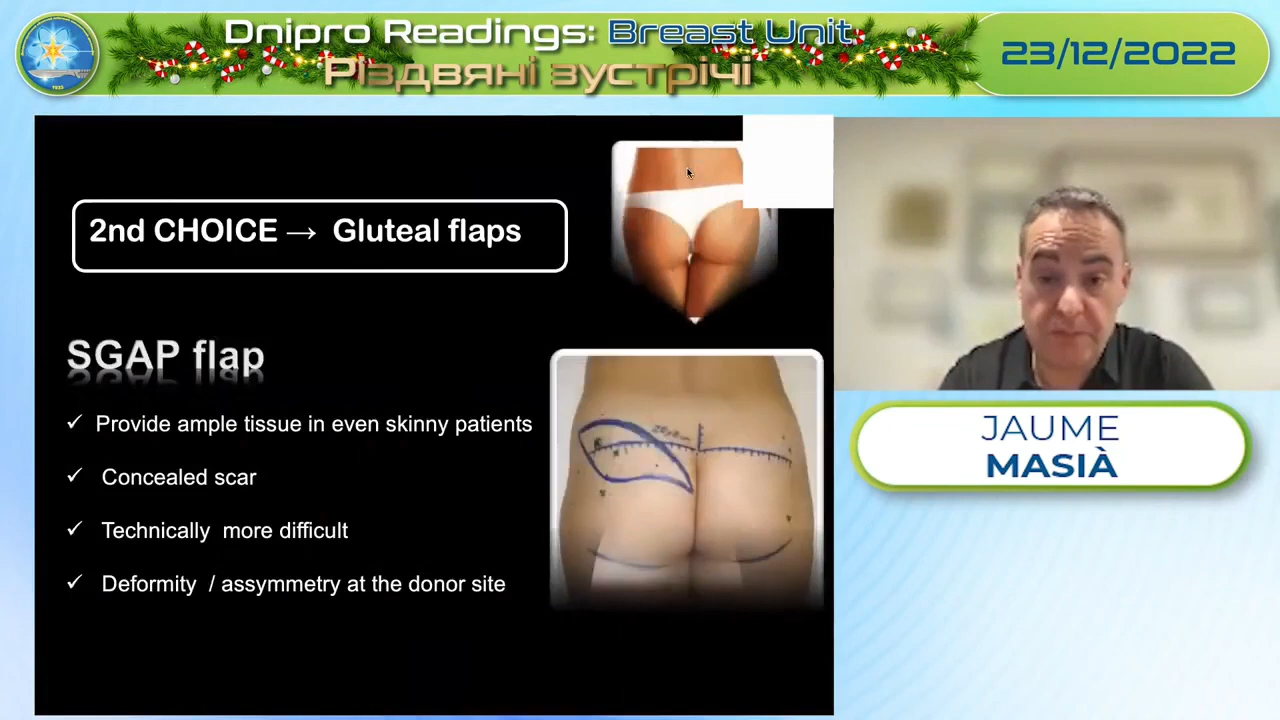 Dnipro Readings: Breast Unit
Різдвяні зустрічі
23/12/2022
2nd CHOICE → Gluteal flaps
SGAP flap
✓ Provide ample tissue in even skinny patients
✓ Concealed scar
✓ Technically more difficult
✓ Deformity / assymmetry at the donor site
JAUME
MASIÀ